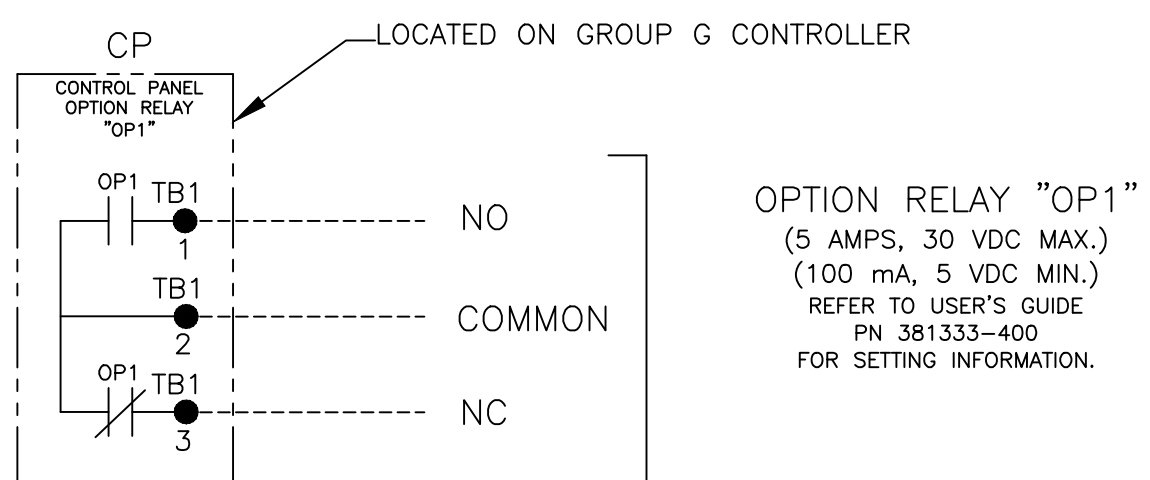 LOCATED ON GROUP G CONTROLLER
CP
CONTROL PANEL
OPTION RELAY
"OP1"
OP1 TB1
1
NO
TB1
2
COMMON
OP1 TB1
3
NC
OPTION RELAY "OP1"
(5 AMPS, 30 VDC MAX.)
(100 mA, 5 VDC MIN.)
REFER TO USER'S GUIDE
PN 381333-400
FOR SETTING INFORMATION.